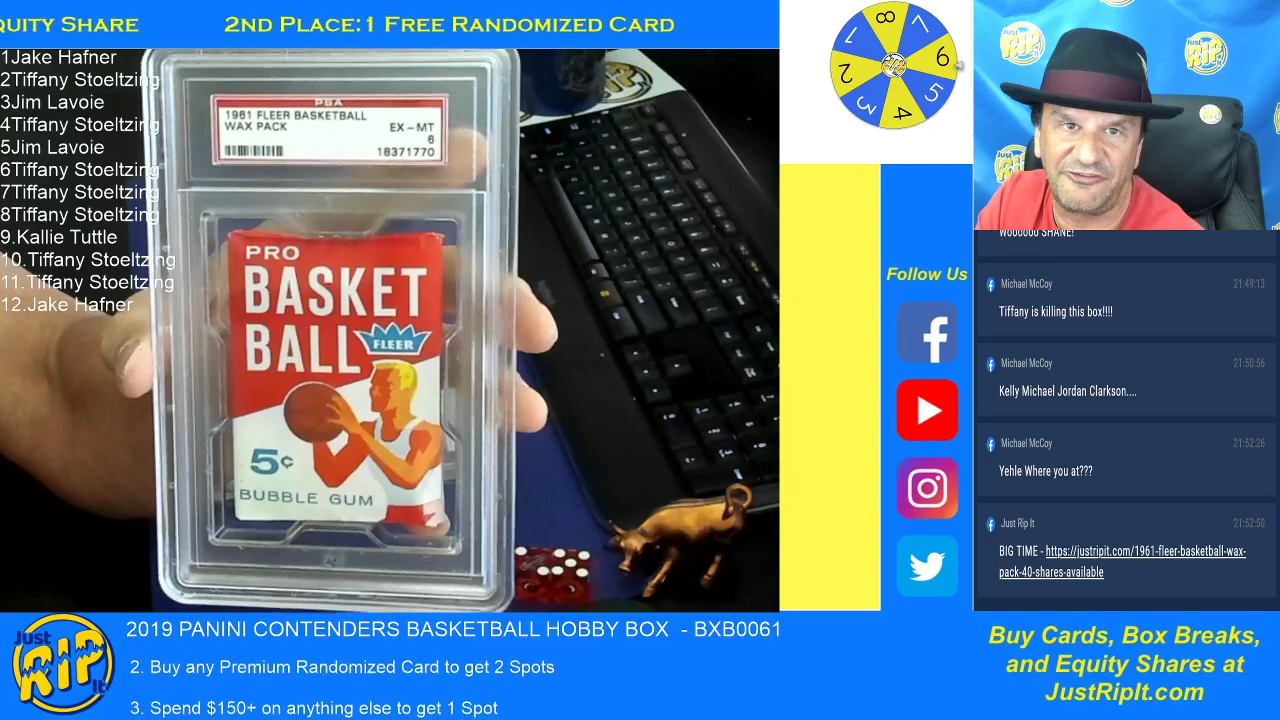 QUITY SHARE
2ND PLACE: 1 FREE RANDOMIZED CARD
1Jake Hafner
2Tiffany Stoeltzing
3Jim Lavoie
4Tiffany Stoeltzing
5Jim Lavoie
6Tiffany Stoeltzing
7Tiffany Stoeltzing
8Tiffany Stoeltzing
9.Kallie Tuttle
10.Tiffany Stoeltzing
11.Tiffany Stoeltzing
12.Jake Hafner
PSA
1961 FLEER BASKETBALL
WAX PACK
EX-MT
6
18371770
PRO
BASKET
BALL
FLEER
5¢
BUBBLE GUM
8
7
6
5
4
3
2
1
Just
RIP
It
Follow Us
WOOOOOO SHANE!
Michael McCoy 21:49:13
Tiffany is killing this box!!!!
Michael McCoy 21:50:56
Kelly Michael Jordan Clarkson....
Michael McCoy 21:52:26
Yehle Where you at???
Just Rip It 21:52:50
BIG TIME - https://justripit.com/1961-fleer-basketball-wax-
pack-40-shares-available
Just
RIP
It
2019 PANINI CONTENDERS BASKETBALL HOBBY BOX - BXB0061
2. Buy any Premium Randomized Card to get 2 Spots
3. Spend $150+ on anything else to get 1 Spot
Buy Cards, Box Breaks,
and Equity Shares at
JustRipIt.com